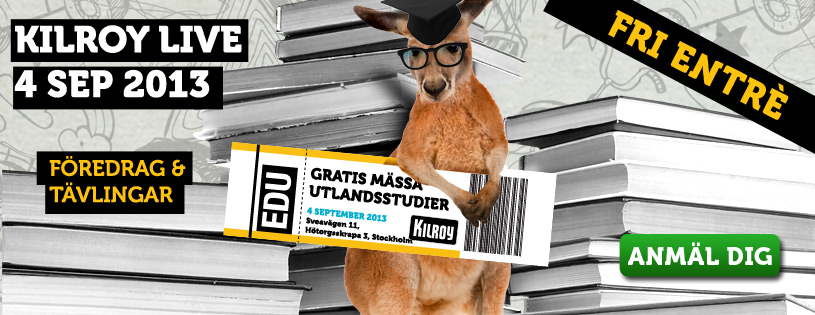 KILROY LIVE
4 SEP 2013
FÖREDRAG &
TÄVLINGAR
FRI ENTRÈ
EDU
GRATIS MÄSSA
UTLANDSSTUDIER
4 SEPTEMBER 2013
Sveavägen 11,
Hötorgsskrapa 3, Stockholm
KILROY
ANMÄL DIG